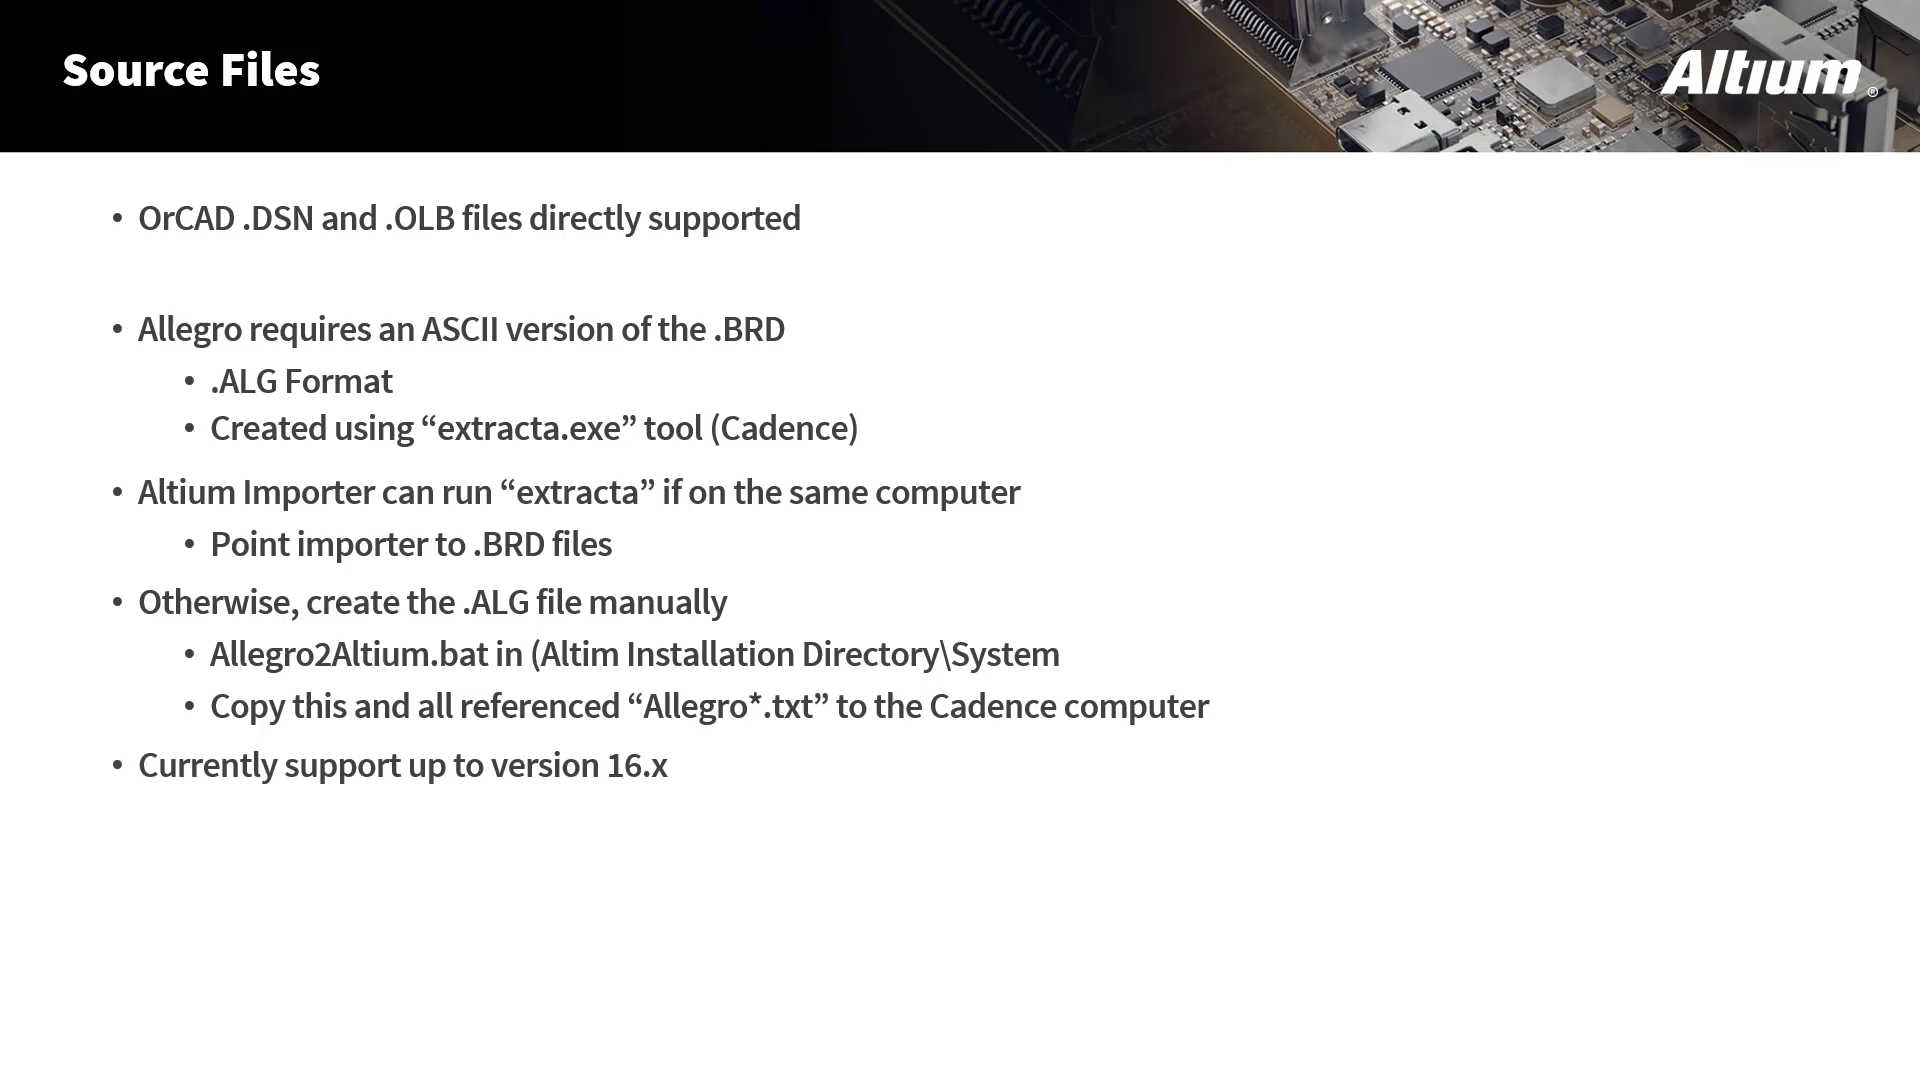 Source Files
Altium®
• OrCAD .DSN and .OLB files directly supported
• Allegro requires an ASCII version of the .BRD
• .ALG Format
• Created using “extracta.exe” tool (Cadence)
• Altium Importer can run “extracta” if on the same computer
• Point importer to .BRD files
• Otherwise, create the .ALG file manually
• Allegro2Altium.bat in (Altim Installation Directory\System
• Copy this and all referenced “Allegro*.txt” to the Cadence computer
• Currently support up to version 16.x